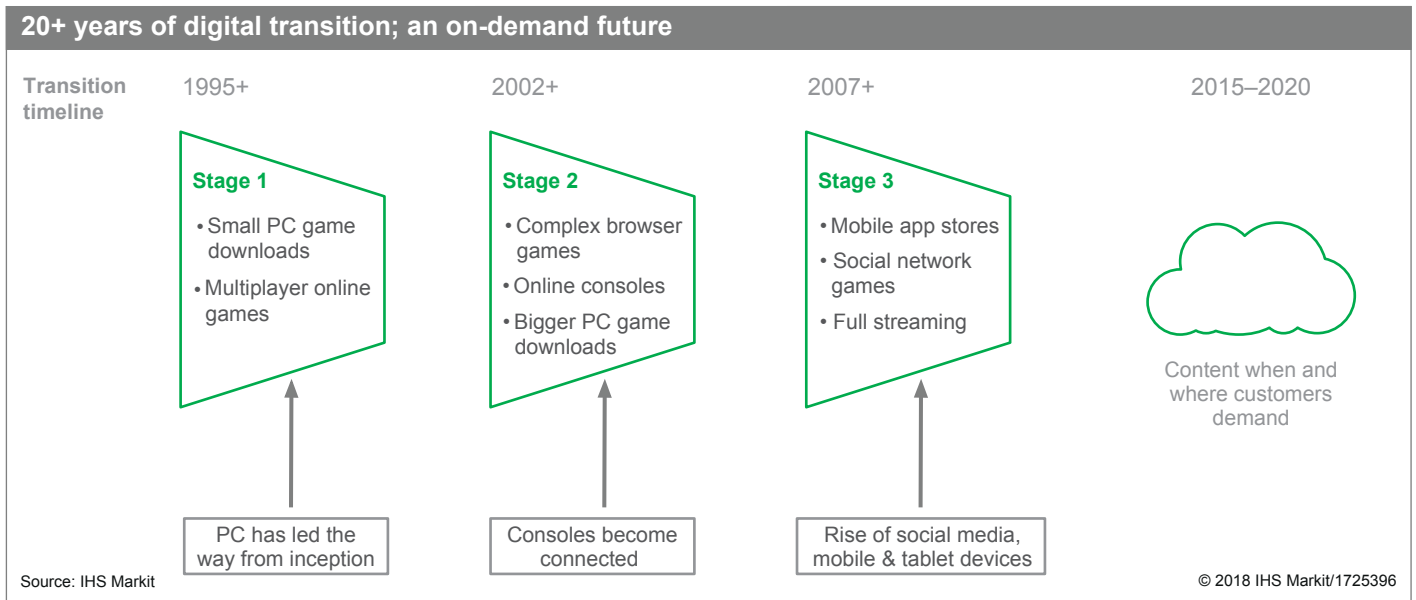 20+ years of digital transition; an on-demand future
Transition
timeline
1995+
2002+
2007+
2015–2020
Stage 1
• Small PC game
downloads
• Multiplayer online
games
Stage 2
• Complex browser
games
• Online consoles
• Bigger PC game
downloads
Stage 3
• Mobile app stores
• Social network
games
• Full streaming
Content when and
where customers
demand
PC has led the
way from inception
Consoles become
connected
Rise of social media,
mobile & tablet devices
Source: IHS Markit
© 2018 IHS Markit/1725396